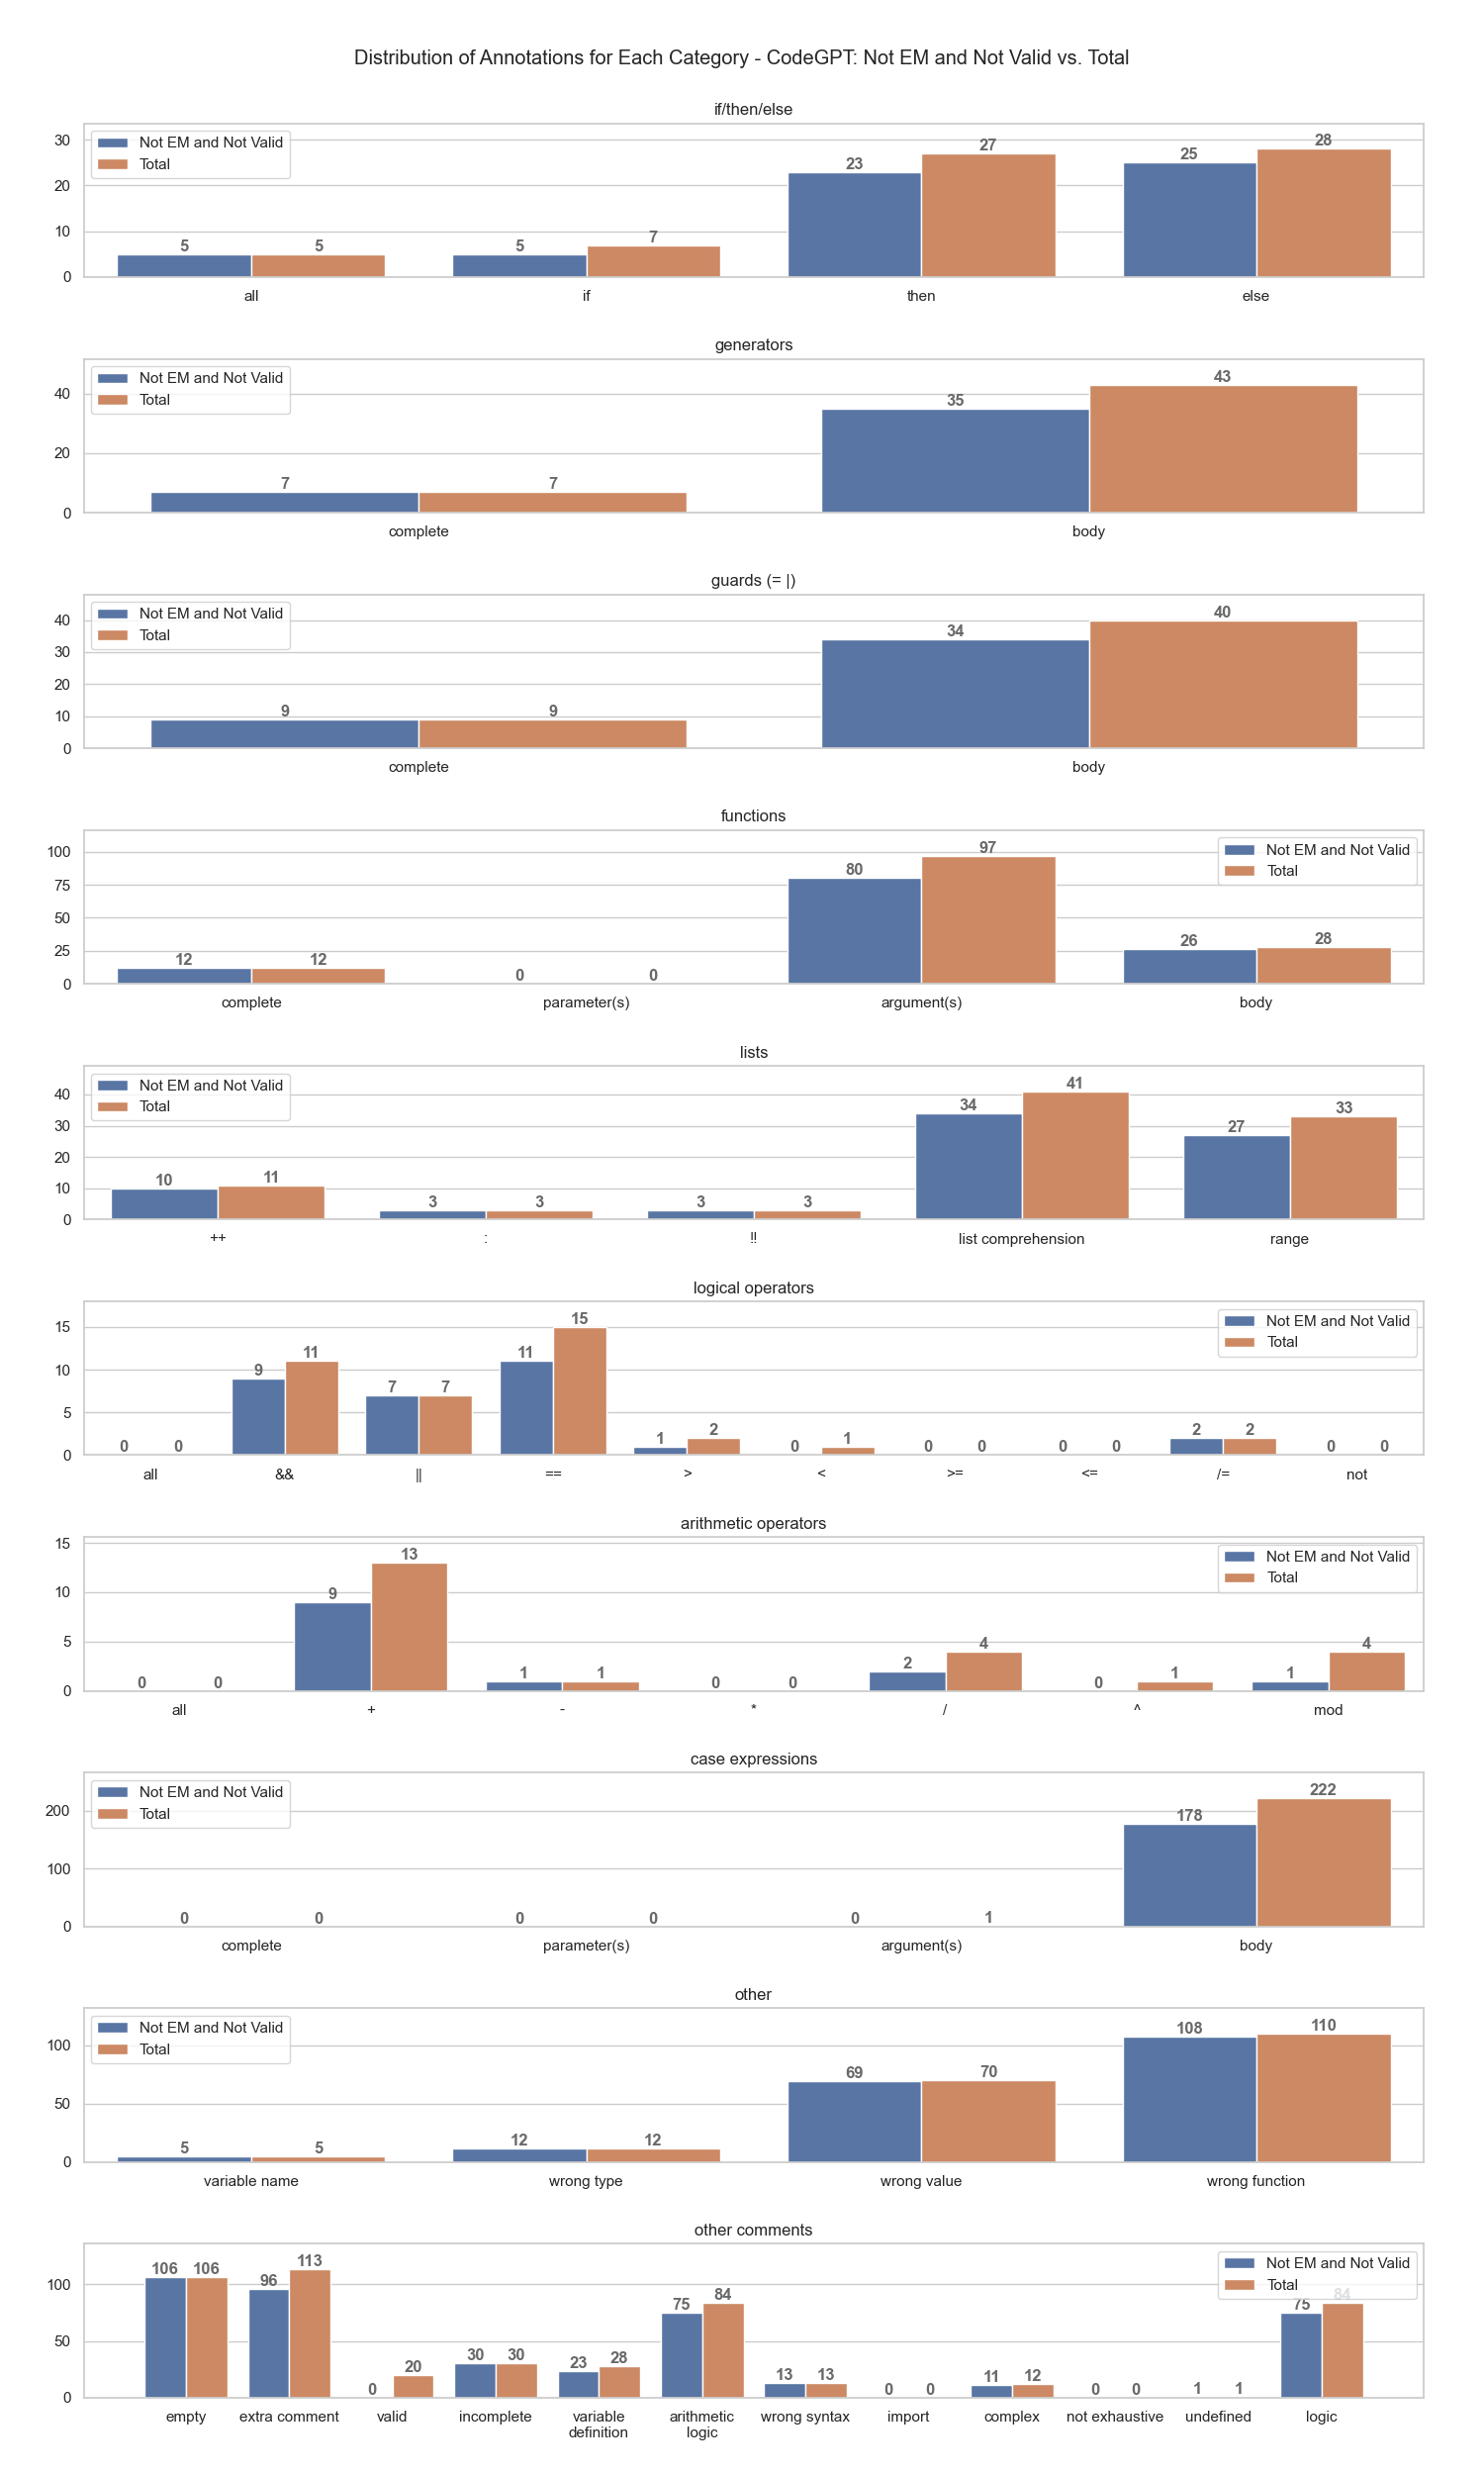 Distribution of Annotations for Each Category - CodeGPT: Not EM and Not Valid vs. Total
if/then/else
Not EM and Not Valid
Total
30
20
10
0
5 5 5 7 23 27 25 28
all if then else
generators
Not EM and Not Valid
Total
40
20
0
7 7 35 43
complete body
guards (= |)
Not EM and Not Valid
Total
40
30
20
10
0
9 9 34 40
complete body
functions
Not EM and Not Valid
Total
100
75
50
25
0
12 12 0 0 80 97 26 28
complete parameter(s) argument(s) body
lists
Not EM and Not Valid
Total
40
30
20
10
0
10 11 3 3 3 3 34 41 27 33
++ : !! list comprehension range
logical operators
Not EM and Not Valid
Total
15
10
5
0
0 0 9 11 7 7 11 15 1 2 0 1 0 0 0 0 2 2 0 0
all && || == > < >= <= /= not
arithmetic operators
Not EM and Not Valid
Total
15
10
5
0
0 0 9 13 1 1 0 0 2 4 0 1 1 4
all + - * / ^ mod
case expressions
Not EM and Not Valid
Total
200
100
0
0 0 0 0 0 1 178 222
complete parameter(s) argument(s) body
other
Not EM and Not Valid
Total
100
50
0
5 5 12 12 69 70 108 110
variable name wrong type wrong value wrong function
other comments
Not EM and Not Valid
Total
100
50
0
106 106 96 113 0 20 30 30 23 28 75 84 13 13 0 0 11 12 0 0 1 1 75 84
empty extra comment valid incomplete variable arithmetic wrong syntax import complex not exhaustive undefined logic
definition logic